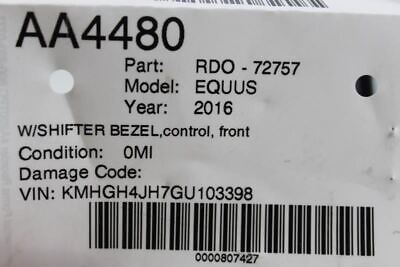 AA4480
Part: RDO - 72757
Model: EQUUS
Year: 2016
W/SHIFTER BEZEL,control, front
Condition: 0MI
Damage Code:
VIN: KMHGH4JH7GU103398
0000807427